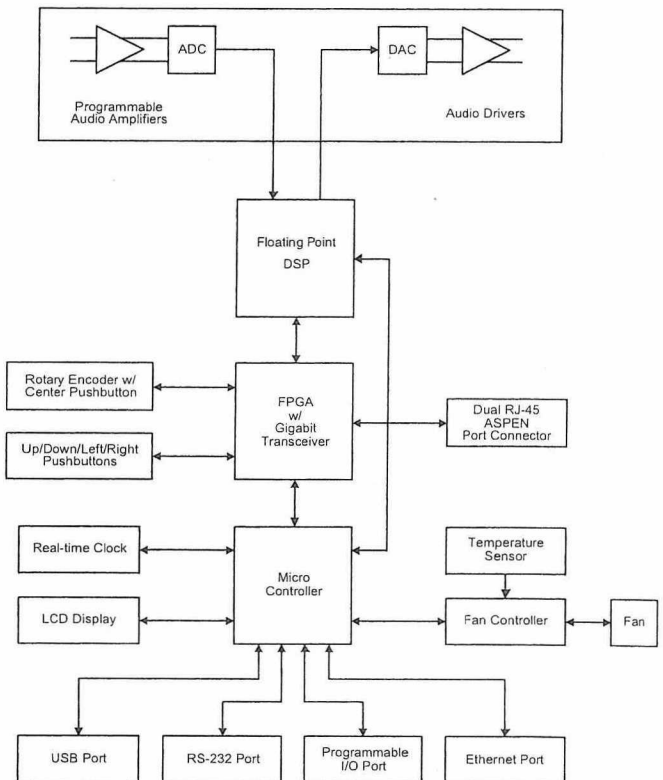 ADC
DAC
Programmable
Audio Amplifiers
Audio Drivers
Floating Point
DSP
Rotary Encoder w/
Center Pushbutton
FPGA
w/
Gigabit
Transceiver
Dual RJ-45
ASPEN
Port Connector
Up/Down/Left/Right
Pushbuttons
Real-time Clock
Micro
Controller
Temperature
Sensor
LCD Display
Fan Controller
Fan
USB Port
RS-232 Port
Programmable
I/O Port
Ethernet Port